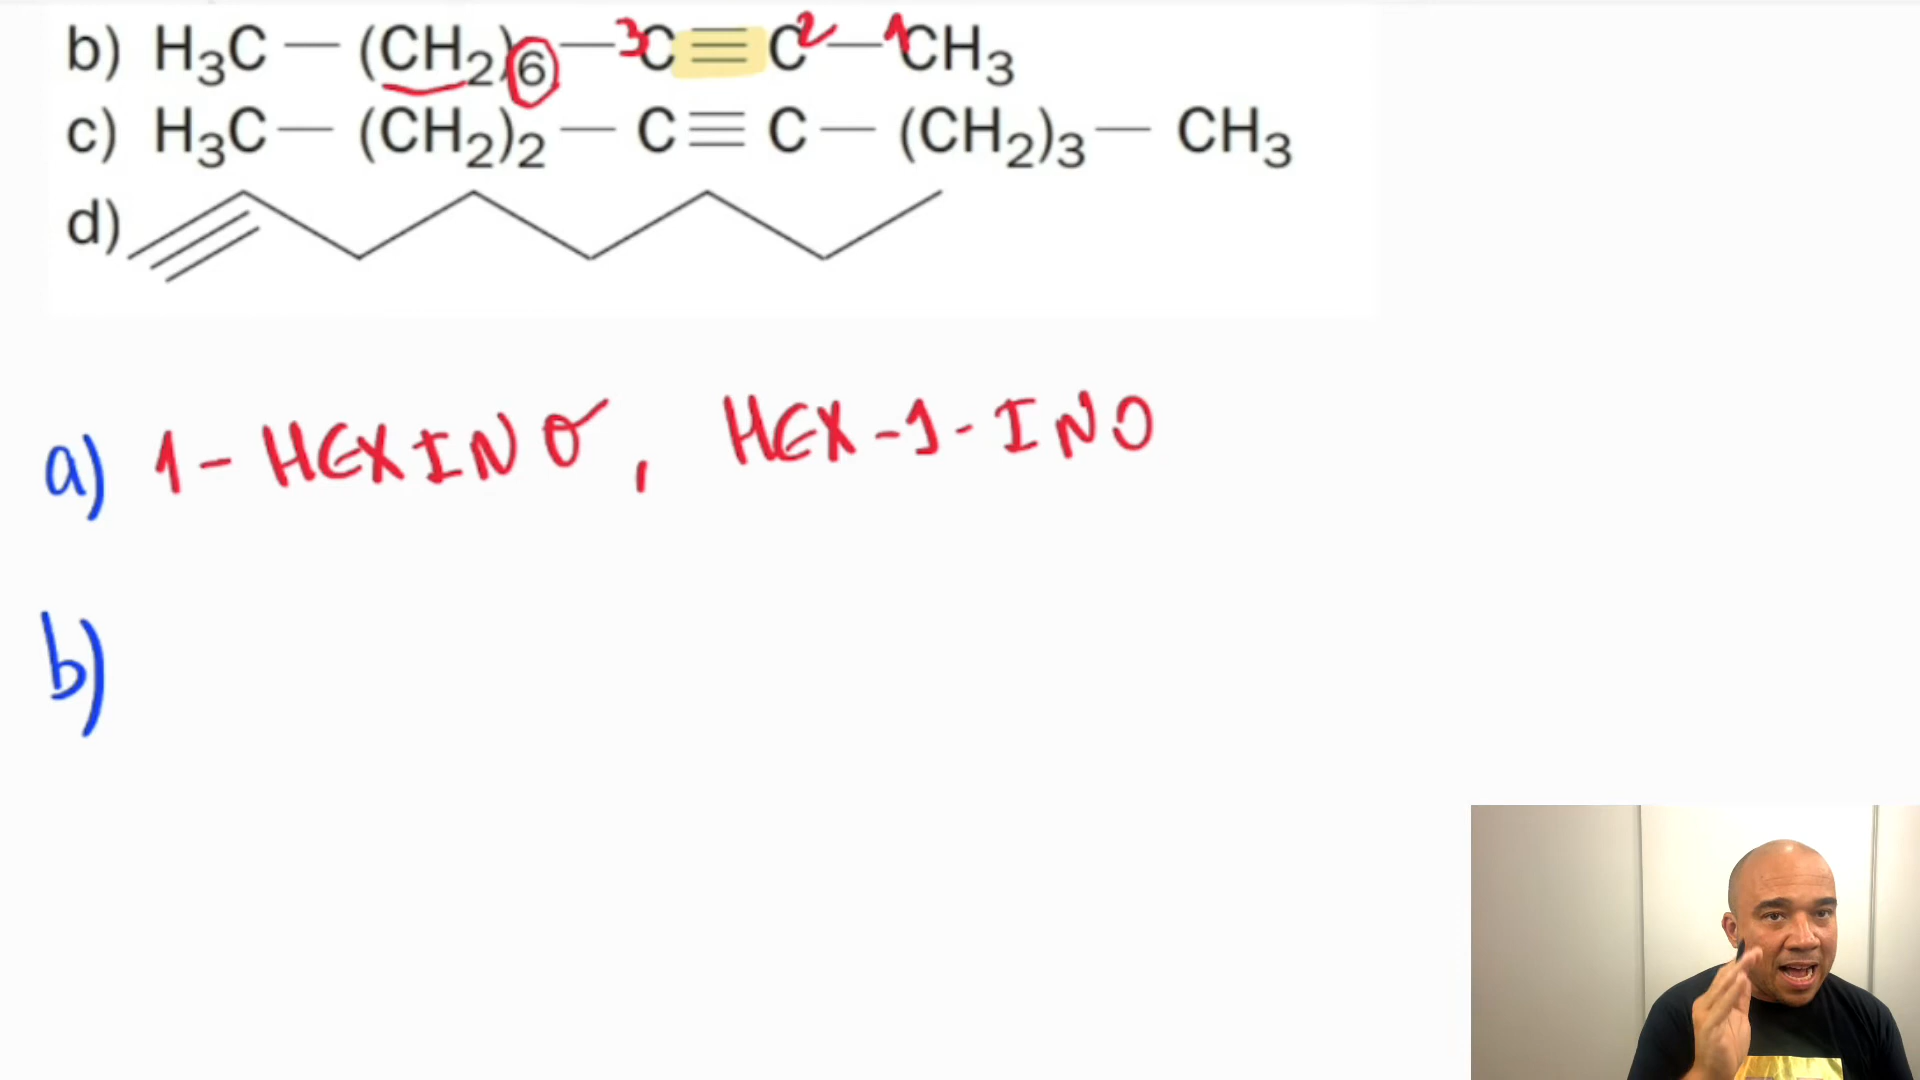 b) H₃C — (CH₂)₆ — 3C ≡ C2 — 1CH₃
c) H₃C — (CH₂)₂ — C ≡ C — (CH₂)₃ — CH₃
d)
a) 1-HEXINO, HEX-1-INO
b)